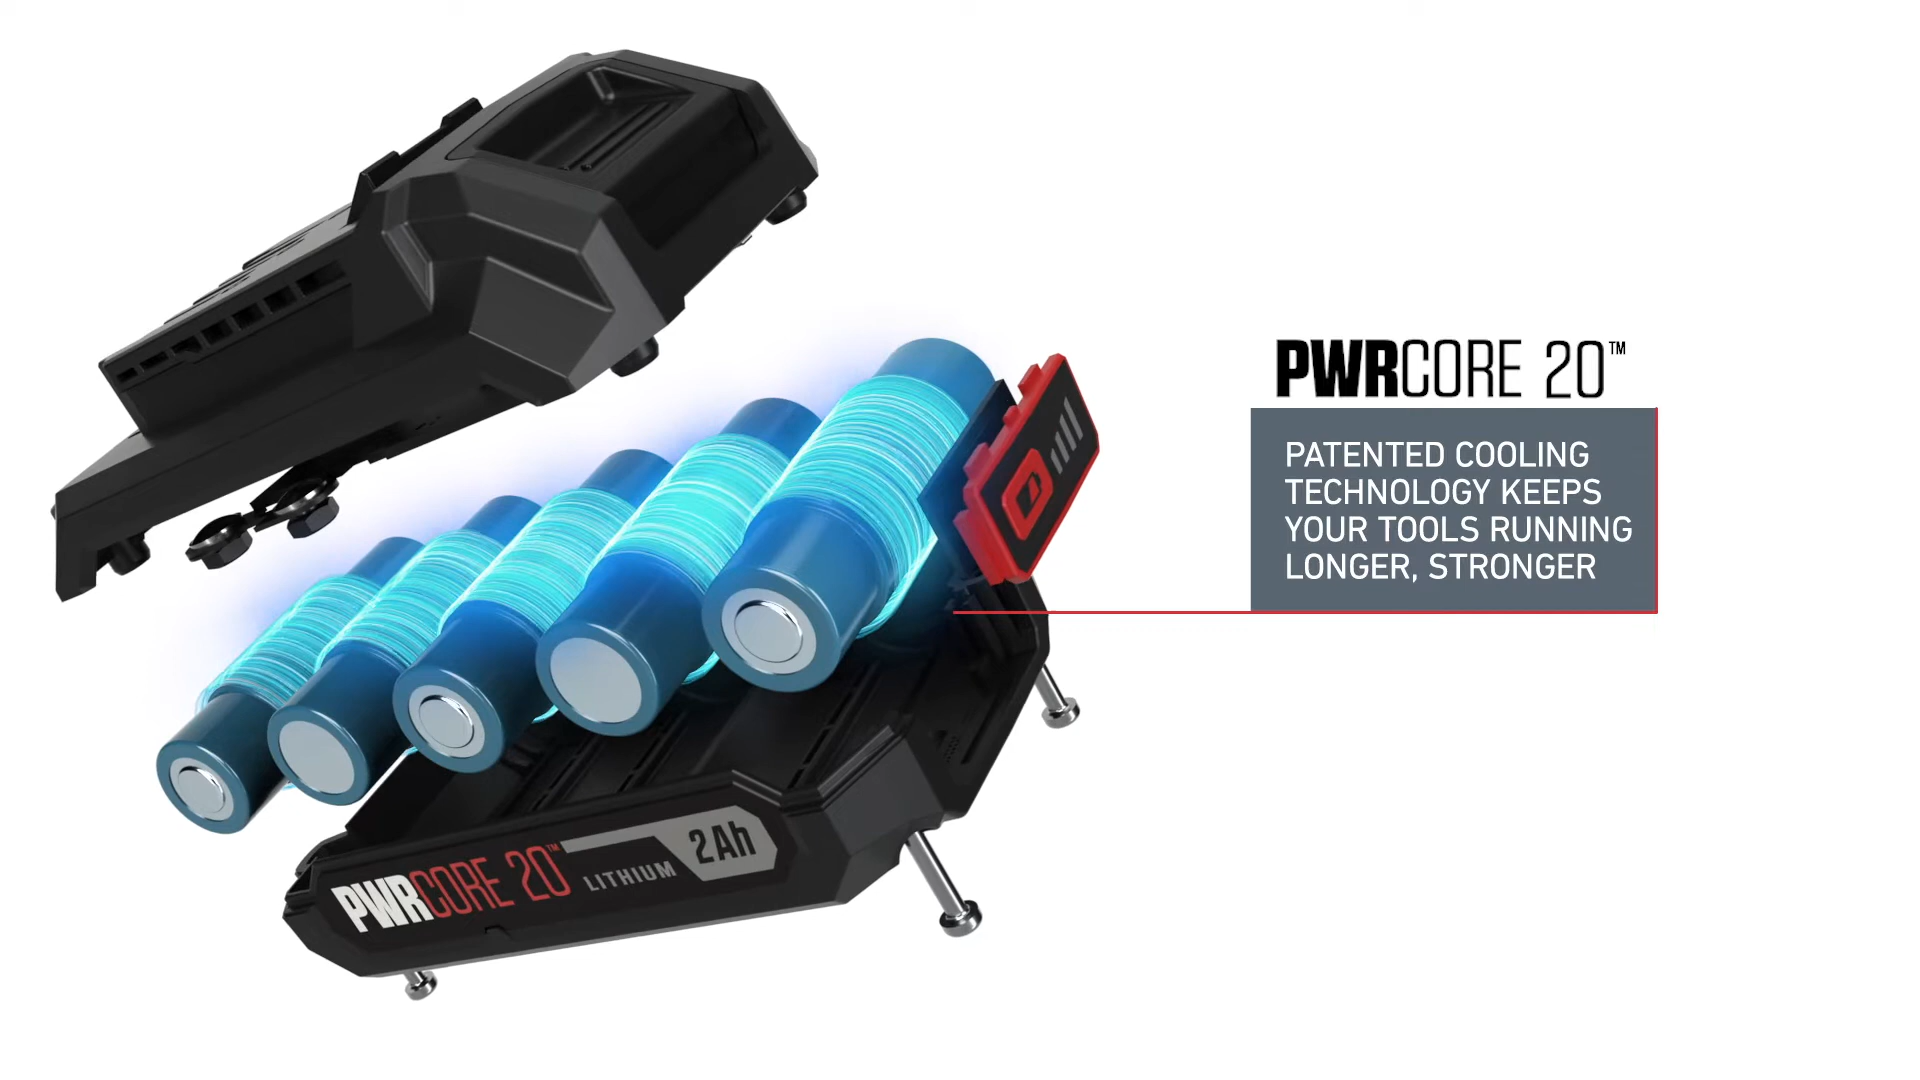 PWRCORE 20™
PATENTED COOLING
TECHNOLOGY KEEPS
YOUR TOOLS RUNNING
LONGER, STRONGER
PWRCORE 20™ LITHIUM 2Ah